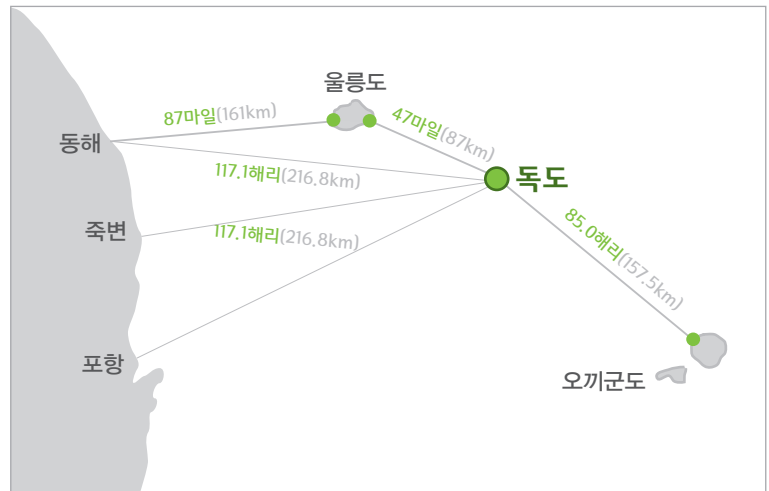 울릉도
87마일(161km)
47마일(87km)
동해
117.1해리(216.8km)
독도
죽변
117.1해리(216.8km)
85.0해리(157.5km)
포항
오끼군도